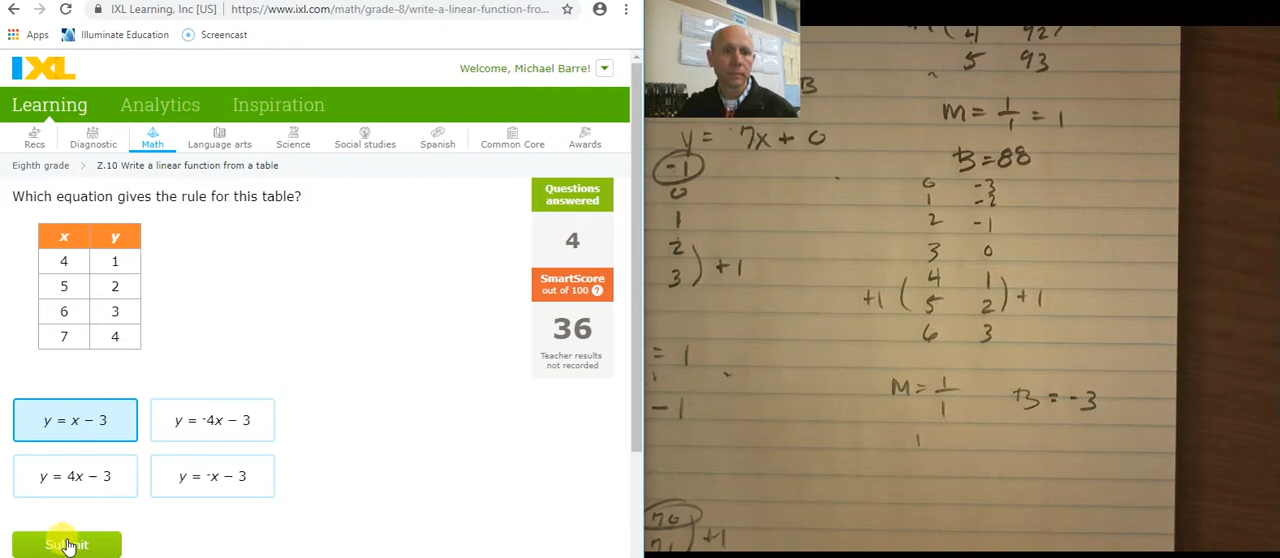 IXL Learning, Inc [US] | https://www.ixl.com/math/grade-8/write-a-linear-function-fro...
Apps Illuminate Education Screencast
IXL
Welcome, Michael Barre!
Learning Analytics Inspiration
Recs Diagnostic Math Language arts Science Social studies Spanish Common Core Awards
Eighth grade > Z.10 Write a linear function from a table
Which equation gives the rule for this table?
x y
4 1
5 2
6 3
7 4
Questions answered
4
SmartScore
out of 100 ?
36
Teacher results not recorded
y = x − 3
y = -4x − 3
y = 4x − 3
y = -x − 3
Submit
B
y = 7x + 0
-1
0
1
2
3 ) +1
= 1
-1
70
71 ) +1
4 92)
5 93
M = 1/1 = 1
B = 88
0 -3
1 -2
2 -1
3 0
+1 ( 4 1
5 2 ) +1
6 3
M = 1/1 B = -3
1